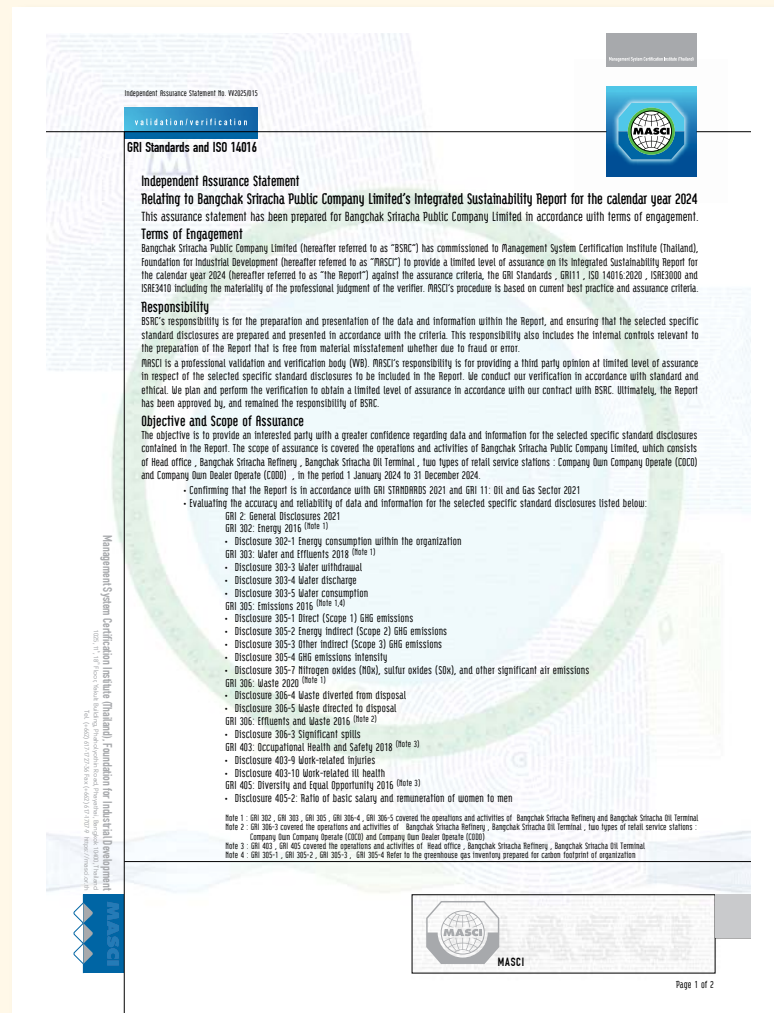 Management System Certification Institute (Thailand)
Independent Assurance Statement No. VV2025/015
validation/verification
MASCI
GRI Standards and ISO 14016
Independent Assurance Statement
Relating to Bangchak Sriracha Public Company Limited's Integrated Sustainability Report for the calendar year 2024
This assurance statement has been prepared for Bangchak Sriracha Public Company Limited in accordance with terms of engagement.
Terms of Engagement
Bangchak Sriracha Public Company Limited (hereafter referred to as "BSRC") has commissioned to Management System Certification Institute (Thailand),
Foundation for Industrial Development (hereafter referred to as "MASCI") to provide a limited level of assurance on its Integrated Sustainability Report for
the calendar year 2024 (hereafter referred to as "the Report") against the assurance criteria, the GRI Standards , GRI11 , ISO 14016:2020 , ISAE3000 and
ISAE3410 including the materiality of the professional judgment of the verifier. MASCI's procedure is based on current best practice and assurance criteria.
Responsibility
BSRC's responsibility is for the preparation and presentation of the data and information within the Report, and ensuring that the selected specific
standard disclosures are prepared and presented in accordance with the criteria. This responsibility also includes the internal controls relevant to
the preparation of the Report that is free from material misstatement whether due to fraud or error.
MASCI is a professional validation and verification body (VVB). MASCI's responsibility is for providing a third party opinion at limited level of assurance
in respect of the selected specific standard disclosures to be included in the Report. We conduct our verification in accordance with standard and
ethical. We plan and perform the verification to obtain a limited level of assurance in accordance with our contract with BSRC. Ultimately, the Report
has been approved by, and remained the responsibility of BSRC.
Objective and Scope of Assurance
The objective is to provide an interested party with a greater confidence regarding data and information for the selected specific standard disclosures
contained in the Report. The scope of assurance is covered the operations and activities of Bangchak Sriracha Public Company Limited, which consists
of Head office , Bangchak Sriracha Refinery , Bangchak Sriracha Oil Terminal , two types of retail service stations : Company Own Company Operate (COCO)
and Company Own Dealer Operate (CODO) , in the period 1 January 2024 to 31 December 2024.
• Confirming that the Report is in accordance with GRI STANDARDS 2021 and GRI 11: Oil and Gas Sector 2021
• Evaluating the accuracy and reliability of data and information for the selected specific standard disclosures listed below:
GRI 2: General Disclosures 2021
GRI 302: Energy 2016 (Note 1)
• Disclosure 302-1 Energy consumption within the organization
GRI 303: Water and Effluents 2018 (Note 1)
• Disclosure 303-3 Water withdrawal
• Disclosure 303-4 Water discharge
• Disclosure 303-5 Water consumption
GRI 305: Emissions 2016 (Note 1,4)
• Disclosure 305-1 Direct (Scope 1) GHG emissions
• Disclosure 305-2 Energy indirect (Scope 2) GHG emissions
• Disclosure 305-3 Other indirect (Scope 3) GHG emissions
• Disclosure 305-4 GHG emissions intensity
• Disclosure 305-7 Nitrogen oxides (NOx), sulfur oxides (SOx), and other significant air emissions
GRI 306: Waste 2020 (Note 1)
• Disclosure 306-4 Waste diverted from disposal
• Disclosure 306-5 Waste directed to disposal
GRI 306: Effluents and Waste 2016 (Note 2)
• Disclosure 306-3 Significant spills
GRI 403: Occupational Health and Safety 2018 (Note 3)
• Disclosure 403-9 Work-related injuries
• Disclosure 403-10 Work-related ill health
GRI 405: Diversity and Equal Opportunity 2016 (Note 3)
• Disclosure 405-2: Ratio of basic salary and remuneration of women to men
Note 1 : GRI 302 , GRI 303 , GRI 305 , GRI 306-4 , GRI 306-5 covered the operations and activities of Bangchak Sriracha Refinery and Bangchak Sriracha Oil Terminal
Note 2 : GRI 306-3 covered the operations and activities of Bangchak Sriracha Refinery , Bangchak Sriracha Oil Terminal , two types of retail service stations :
Company Own Company Operate (COCO) and Company Own Dealer Operate (CODO)
Note 3 : GRI 403 , GRI 405 covered the operations and activities of Head office , Bangchak Sriracha Refinery , Bangchak Sriracha Oil Terminal
Note 4 : GRI 305-1 , GRI 305-2 , GRI 305-3 , GRI 305-4 Refer to the greenhouse gas inventory prepared for carbon footprint of organization
Management System Certification Institute (Thailand), Foundation for Industrial Development
MASCI
MASCI
MASCI
Page 1 of 2